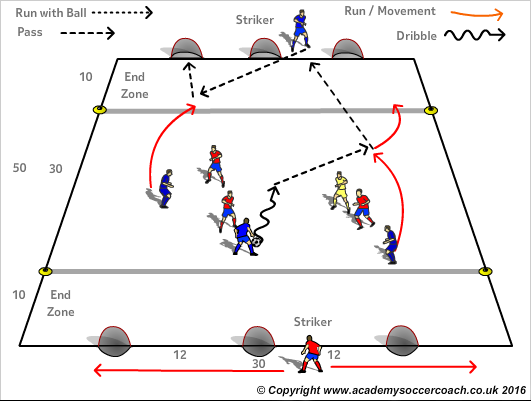 Run with Ball
Pass
Striker
Run / Movement
Dribble
10
End
Zone
50
30
10
End
Zone
Striker
12
12
30
© Copyright www.academysoccercoach.co.uk 2016